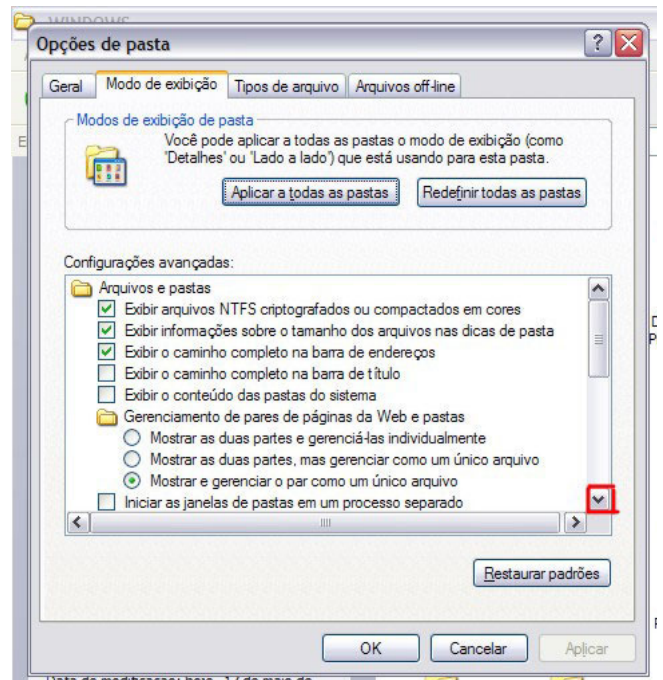 WINDOWS
Opções de pasta
Geral
Modo de exibição
Tipos de arquivo
Arquivos off-line
Modos de exibição de pasta
Você pode aplicar a todas as pastas o modo de exibição (como
'Detalhes' ou 'Lado a lado') que está usando para esta pasta.
Aplicar a todas as pastas
Redefinir todas as pastas
Configurações avançadas:
Arquivos e pastas
Exibir arquivos NTFS criptografados ou compactados em cores
Exibir informações sobre o tamanho dos arquivos nas dicas de pasta
Exibir o caminho completo na barra de endereços
Exibir o caminho completo na barra de título
Exibir o conteúdo das pastas do sistema
Gerenciamento de pares de páginas da Web e pastas
Mostrar as duas partes e gerenciá-las individualmente
Mostrar as duas partes, mas gerenciar como um único arquivo
Mostrar e gerenciar o par como um único arquivo
Iniciar as janelas de pastas em um processo separado
Restaurar padrões
OK
Cancelar
Aplicar